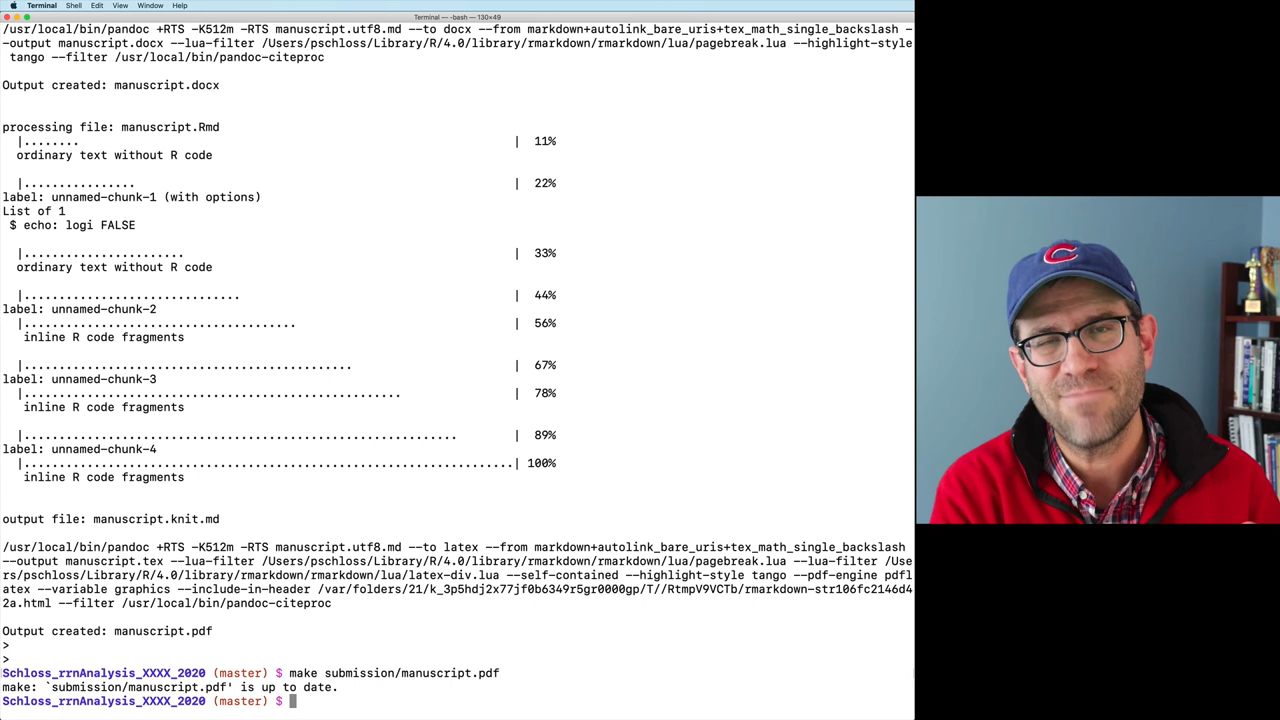 Terminal Shell Edit View Window Help
Terminal — -bash — 130×49
/usr/local/bin/pandoc +RTS -K512m -RTS manuscript.utf8.md --to docx --from markdown+autolink_bare_uris+tex_math_single_backslash -
-output manuscript.docx --lua-filter /Users/pschloss/Library/R/4.0/library/rmarkdown/rmarkdown/lua/pagebreak.lua --highlight-style
tango --filter /usr/local/bin/pandoc-citeproc
Output created: manuscript.docx
processing file: manuscript.Rmd
|........ | 11%
ordinary text without R code
|................ | 22%
label: unnamed-chunk-1 (with options)
List of 1
$ echo: logi FALSE
|....................... | 33%
ordinary text without R code
|............................... | 44%
label: unnamed-chunk-2
|....................................... | 56%
inline R code fragments
|............................................... | 67%
label: unnamed-chunk-3
|...................................................... | 78%
inline R code fragments
|.............................................................. | 89%
label: unnamed-chunk-4
|......................................................................| 100%
inline R code fragments
output file: manuscript.knit.md
/usr/local/bin/pandoc +RTS -K512m -RTS manuscript.utf8.md --to latex --from markdown+autolink_bare_uris+tex_math_single_backslash
--output manuscript.tex --lua-filter /Users/pschloss/Library/R/4.0/library/rmarkdown/rmarkdown/lua/pagebreak.lua --lua-filter /Use
rs/pschloss/Library/R/4.0/library/rmarkdown/rmarkdown/lua/latex-div.lua --self-contained --highlight-style tango --pdf-engine pdfl
atex --variable graphics --include-in-header /var/folders/21/k_3p5hdj2x77jf0b6349r5gr0000gp/T//RtmpV9VCTb/rmarkdown-str106fc2146d4
2a.html --filter /usr/local/bin/pandoc-citeproc
Output created: manuscript.pdf
>
>
Schloss_rrnAnalysis_XXXX_2020 (master) $ make submission/manuscript.pdf
make: `submission/manuscript.pdf' is up to date.
Schloss_rrnAnalysis_XXXX_2020 (master) $
C